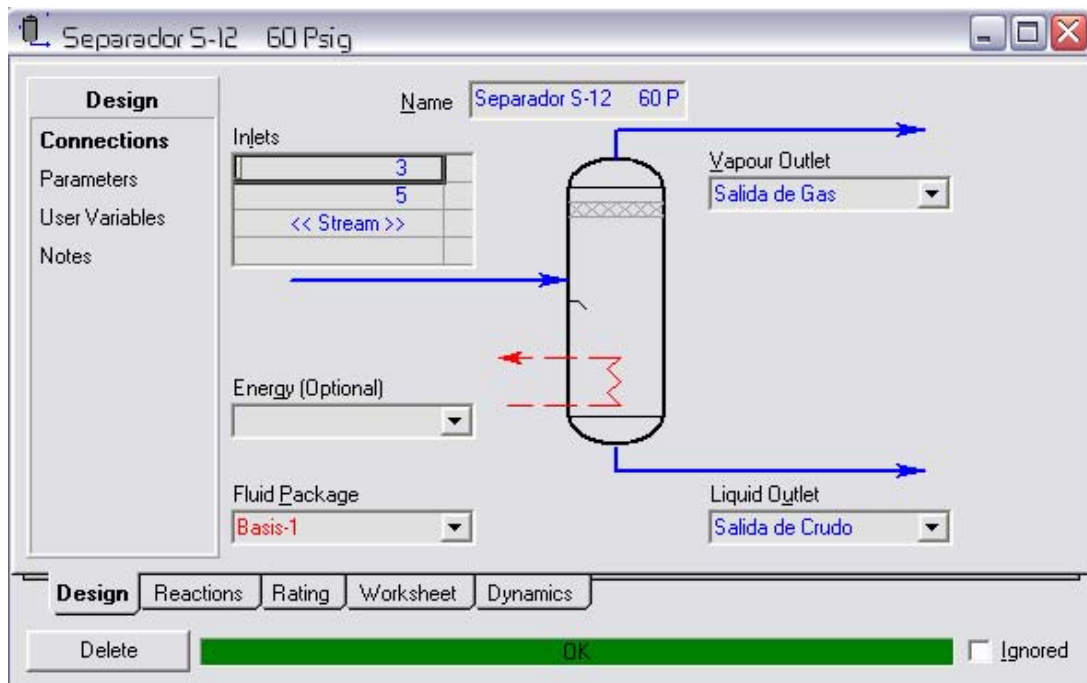 Separador S-12 60 Psig
Design
Connections
Parameters
User Variables
Notes
Name
Separador S-12 60 P
Inlets
3
5
<< Stream >>
Vapour Outlet
Salida de Gas
Energy (Optional)
Fluid Package
Basis-1
Liquid Outlet
Salida de Crudo
Design Reactions Rating Worksheet Dynamics
Delete
OK
Ignored